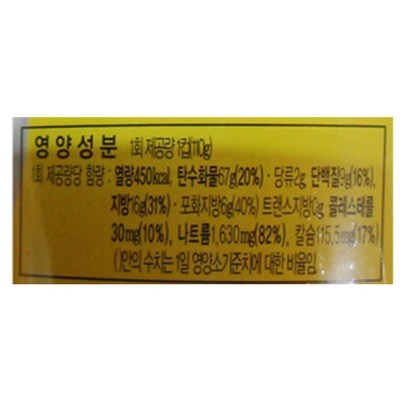 영양성분 1회 제공량 1컵(110g)
1회 제공량당 함량 : 열량450kcal, 탄수화물67g(20%)·당류2g, 단백질9g(16%),
지방16g(31%)·포화지방6g(40%) 트랜스지방0g, 콜레스테롤
30mg(10%), 나트륨1,630mg(82%), 칼슘115.5mg(17%)
( )안의 수치는 1일 영양소기준치에 대한 비율임.